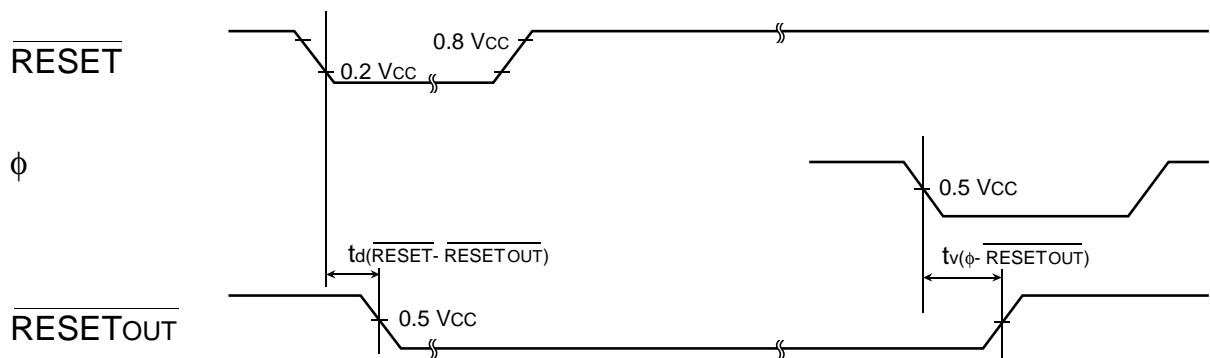 RESET
0.8 VCC
0.2 VCC
ϕ
0.5 VCC
td(RESET- RESETOUT)
tv(ϕ- RESETOUT)
RESETOUT
0.5 VCC